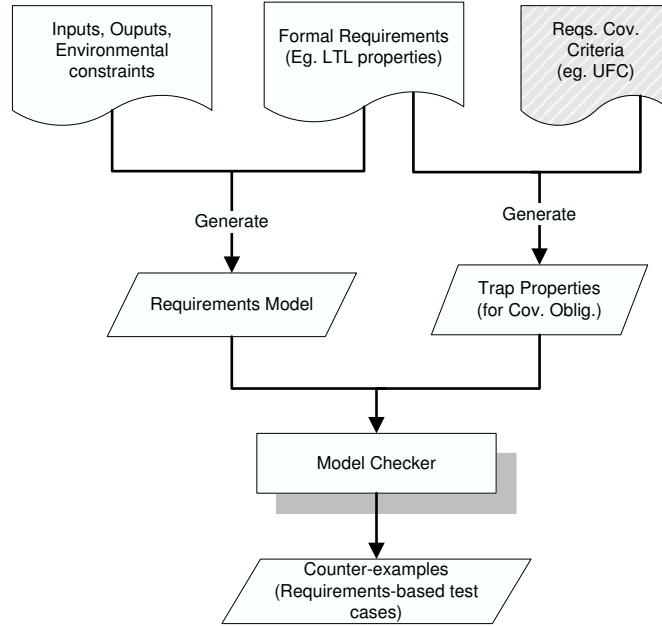 Inputs, Ouputs,
Environmental
constraints
Formal Requirements
(Eg. LTL properties)
Reqs. Cov.
Criteria
(eg. UFC)
Generate
Generate
Requirements Model
Trap Properties
(for Cov. Oblig.)
Model Checker
Counter-examples
(Requirements-based test
cases)